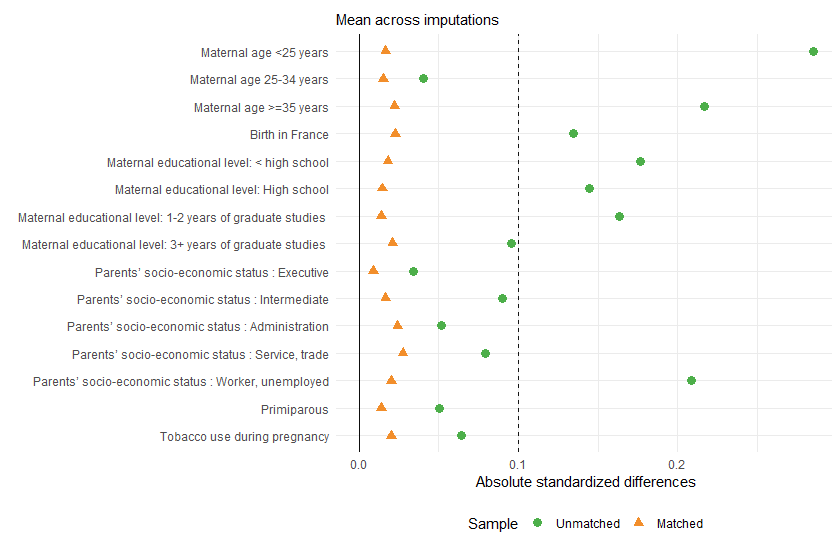 Mean across imputations
Maternal age <25 years
Maternal age 25-34 years
Maternal age >=35 years
Birth in France
Maternal educational level: < high school
Maternal educational level: High school
Maternal educational level: 1-2 years of graduate studies
Maternal educational level: 3+ years of graduate studies
Parents' socio-economic status : Executive
Parents' socio-economic status : Intermediate
Parents' socio-economic status : Administration
Parents' socio-economic status : Service, trade
Parents' socio-economic status : Worker, unemployed
Primiparous
Tobacco use during pregnancy
0.0 0.1 0.2
Absolute standardized differences
Sample Unmatched Matched